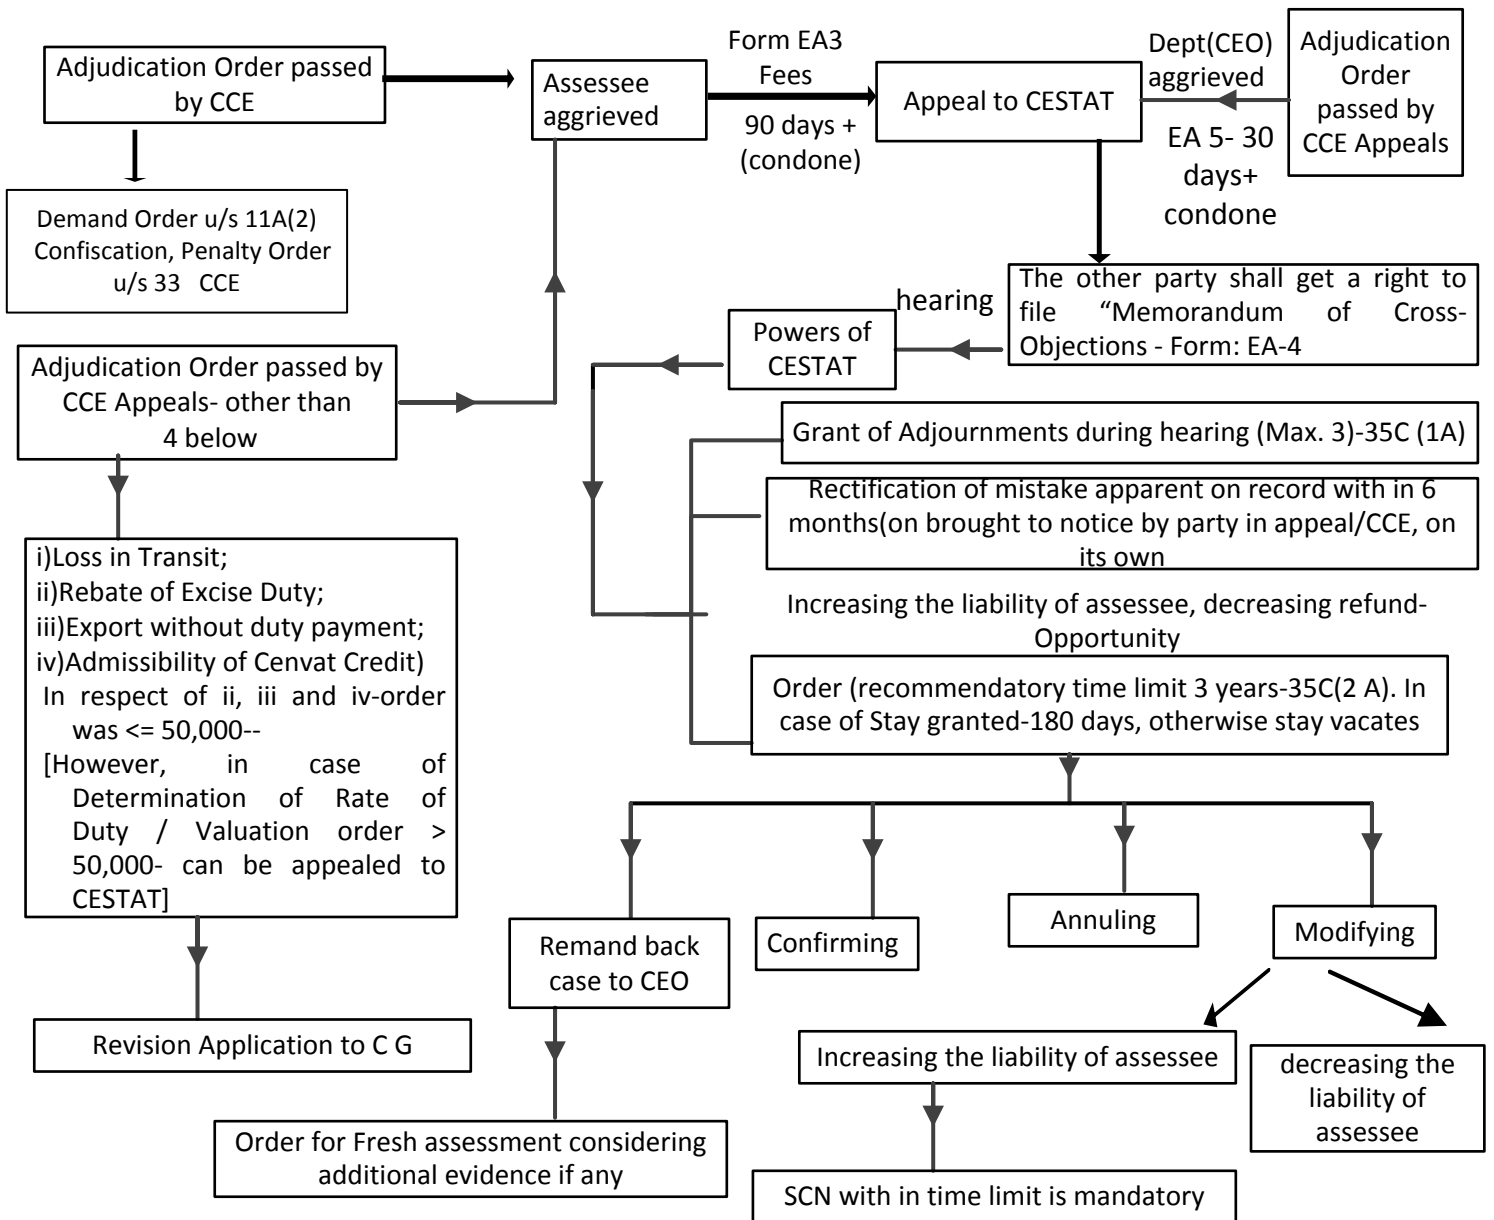 Adjudication Order passed
by CCE
Assessee
aggrieved
Form EA3
Fees
90 days +
(condone)
Appeal to CESTAT
Dept(CEO)
aggrieved
EA 5- 30
days+
condone
Adjudication
Order
passed by
CCE Appeals
Demand Order u/s 11A(2)
Confiscation, Penalty Order
u/s 33 CCE
The other party shall get a right to
file “Memorandum of Cross-
Objections - Form: EA-4
hearing
Powers of
CESTAT
Adjudication Order passed by
CCE Appeals- other than
4 below
Grant of Adjournments during hearing (Max. 3)-35C (1A)
Rectification of mistake apparent on record with in 6
months(on brought to notice by party in appeal/CCE, on
its own
Increasing the liability of assessee, decreasing refund-
Opportunity
Order (recommendatory time limit 3 years-35C(2 A). In
case of Stay granted-180 days, otherwise stay vacates
i)Loss in Transit;
ii)Rebate of Excise Duty;
iii)Export without duty payment;
iv)Admissibility of Cenvat Credit)
In respect of ii, iii and iv-order
was <= 50,000--
[However, in case of
Determination of Rate of
Duty / Valuation order >
50,000- can be appealed to
CESTAT]
Revision Application to C G
Remand back
case to CEO
Confirming
Annuling
Modifying
Order for Fresh assessment considering
additional evidence if any
Increasing the liability of assessee
decreasing the
liability of
assessee
SCN with in time limit is mandatory